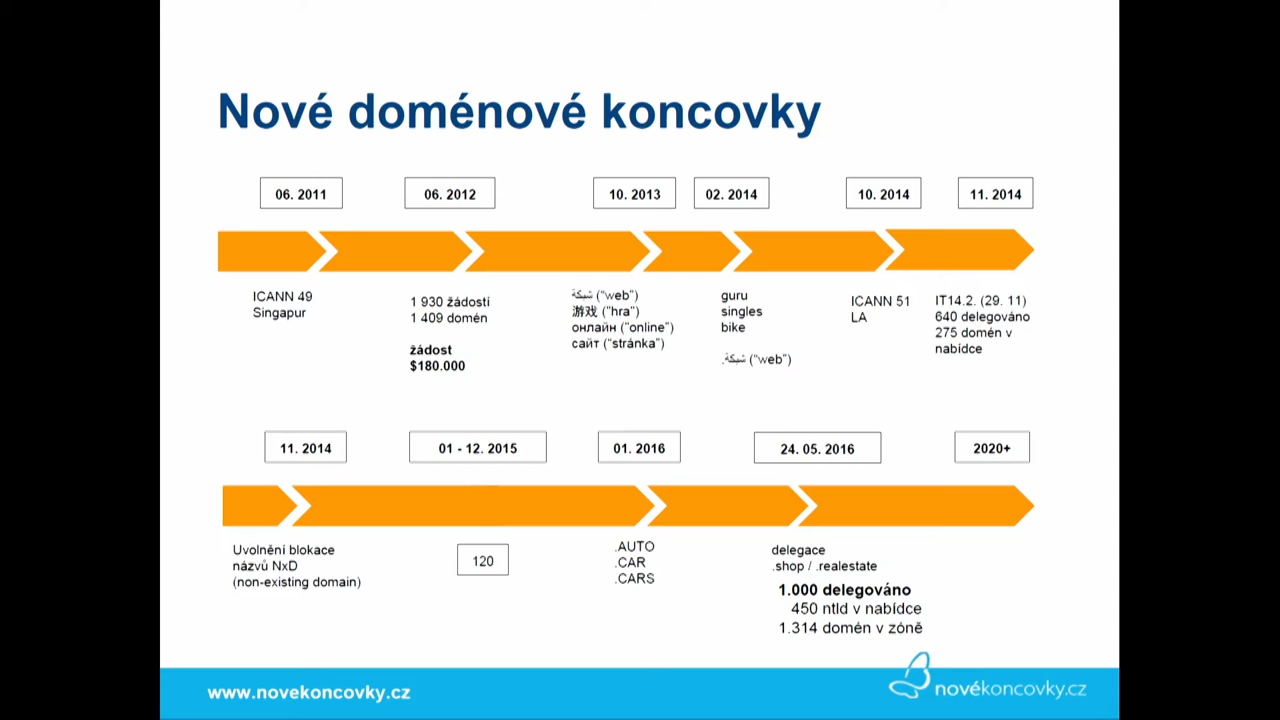 Nové doménové koncovky
06. 2011
06. 2012
10. 2013
02. 2014
10. 2014
11. 2014
ICANN 49
Singapur
1 930 žádostí
1 409 domén
žádost
$180.000
شبكة (“web”)
游戏 (“hra”)
онлайн (“online”)
сайт (“stránka”)
guru
singles
bike
.شبكة (“web”)
ICANN 51
LA
IT14.2. (29. 11)
640 delegováno
275 domén v
nabídce
11. 2014
01 - 12. 2015
01. 2016
24. 05. 2016
2020+
Uvolnění blokace
názvů NxD
(non-existing domain)
120
.AUTO
.CAR
.CARS
delegace
.shop / .realestate
1.000 delegováno
450 ntld v nabídce
1.314 domén v zóně
www.novekoncovky.cz
novékoncovky.cz